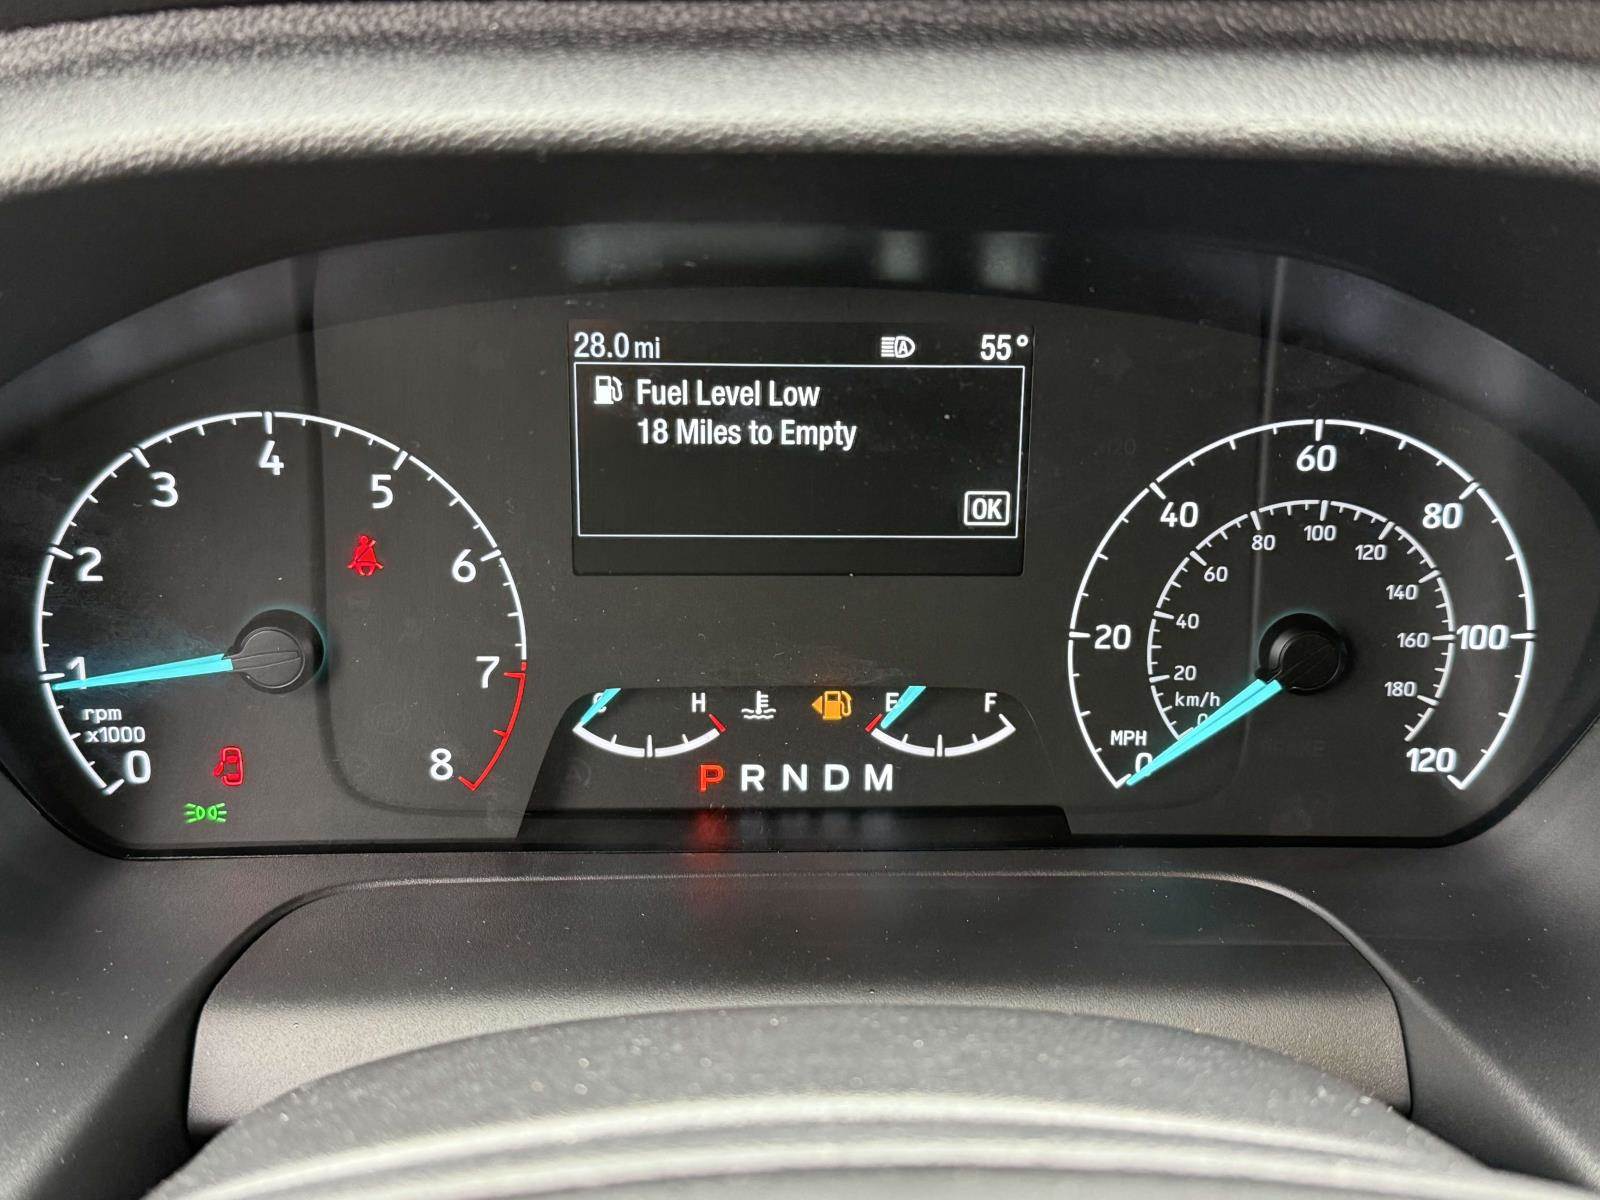 28.0 mi A 55°
Fuel Level Low
18 Miles to Empty
OK
0 1 2 3 4 5 6 7 8
rpm
x1000
C H
E F
P R N D M
0 20 40 60 80 100 120
MPH
0 20 40 60 80 100 120 140 160 180
km/h